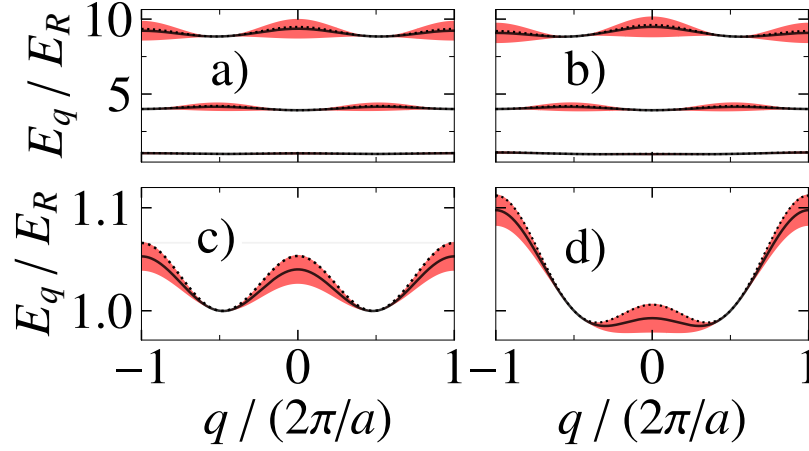 10
5
E_q / E_R
a)
b)
1.1
1.0
E_q / E_R
c)
d)
−1 0 1 −1 0 1
q / (2π/a) q / (2π/a)